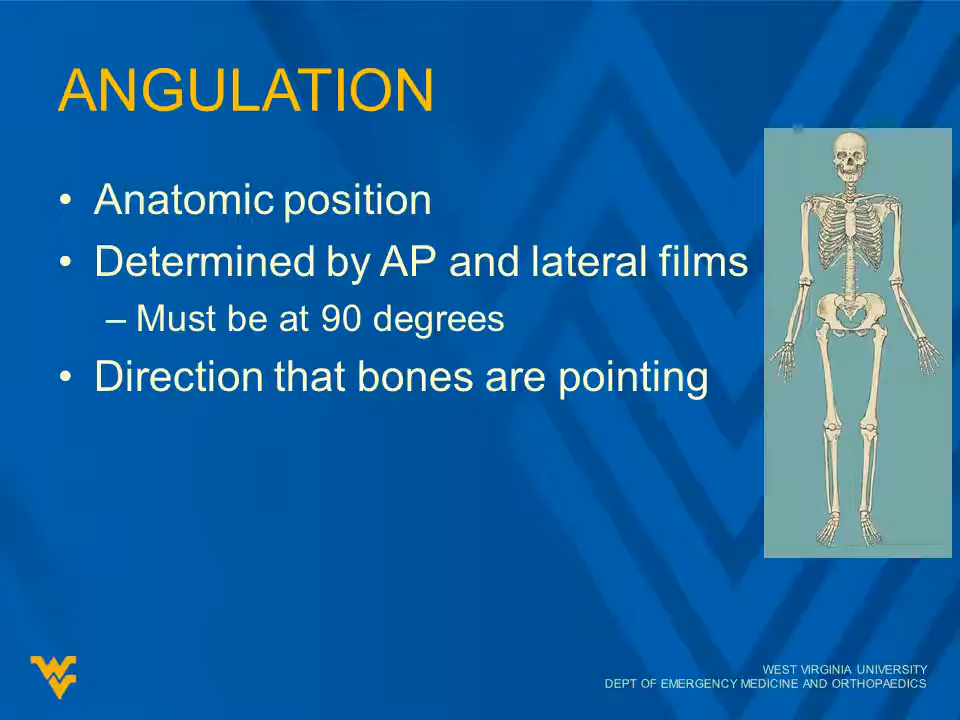 ANGULATION
• Anatomic position
• Determined by AP and lateral films
– Must be at 90 degrees
• Direction that bones are pointing
WEST VIRGINIA UNIVERSITY
DEPT OF EMERGENCY MEDICINE AND ORTHOPAEDICS